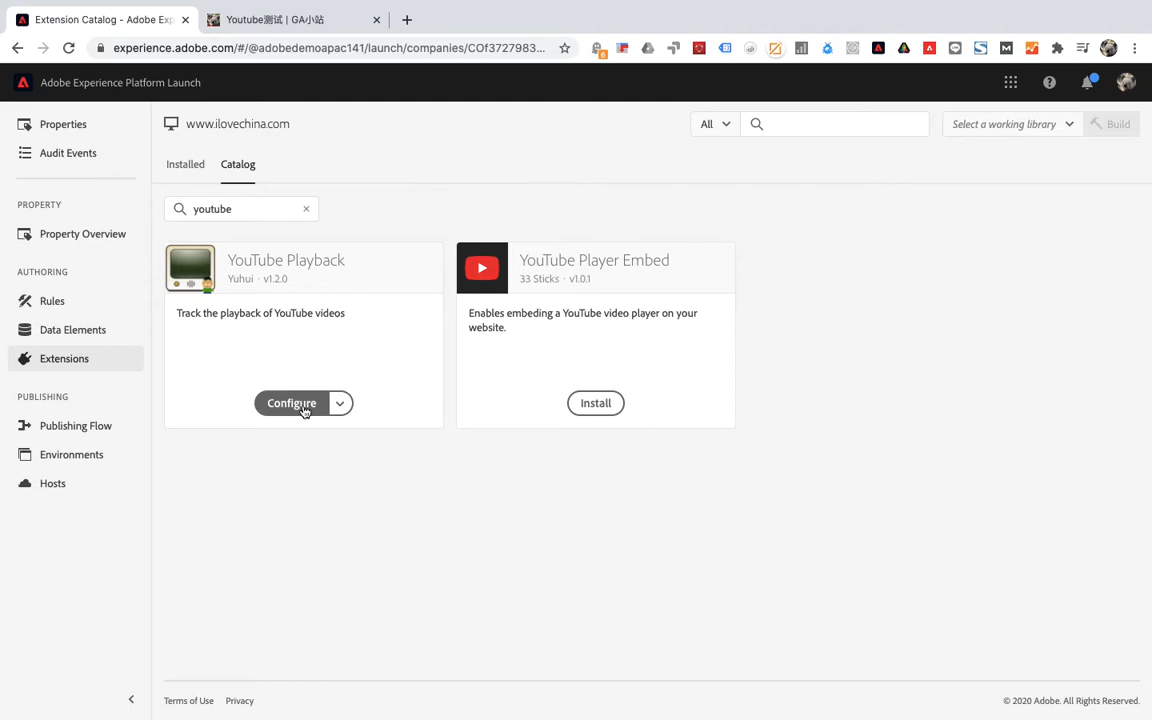 Extension Catalog - Adobe Exp
Youtube测试 | GA小站
experience.adobe.com/#/@adobedemoapac141/launch/companies/COf3727983...
6
Adobe Experience Platform Launch
Properties
Audit Events
PROPERTY
Property Overview
AUTHORING
Rules
Data Elements
Extensions
PUBLISHING
Publishing Flow
Environments
Hosts
www.ilovechina.com
All
Select a working library
Build
Installed
Catalog
youtube
YouTube Playback
Yuhui · v1.2.0
Track the playback of YouTube videos
Configure
YouTube Player Embed
33 Sticks · v1.0.1
Enables embeding a YouTube video player on your
website.
Install
Terms of Use
Privacy
© 2020 Adobe. All Rights Reserved.